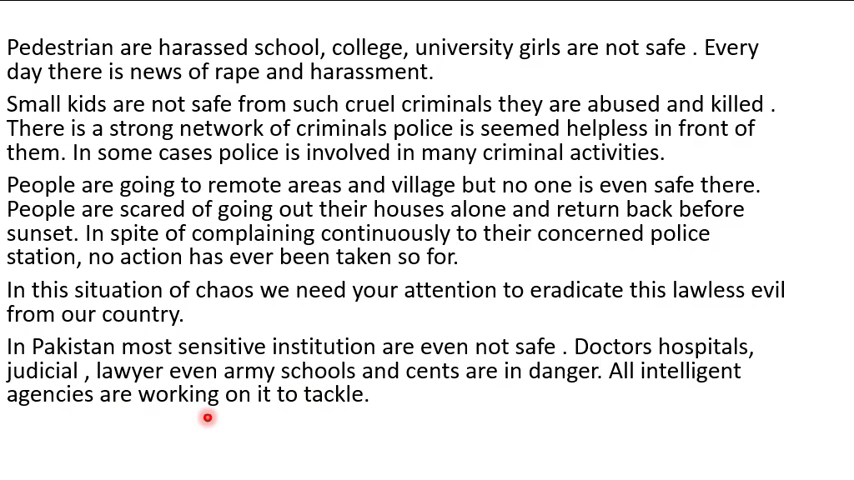 Pedestrian are harassed school, college, university girls are not safe . Every
day there is news of rape and harassment.
Small kids are not safe from such cruel criminals they are abused and killed .
There is a strong network of criminals police is seemed helpless in front of
them. In some cases police is involved in many criminal activities.
People are going to remote areas and village but no one is even safe there.
People are scared of going out their houses alone and return back before
sunset. In spite of complaining continuously to their concerned police
station, no action has ever been taken so for.
In this situation of chaos we need your attention to eradicate this lawless evil
from our country.
In Pakistan most sensitive institution are even not safe . Doctors hospitals,
judicial , lawyer even army schools and cents are in danger. All intelligent
agencies are working on it to tackle.